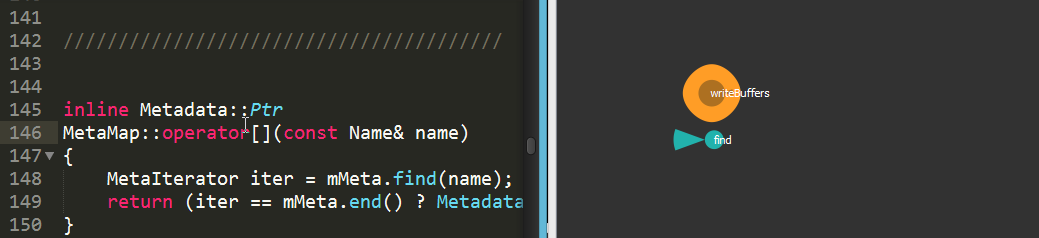 141
142 //////////////////////////////////////////
143
144
145 inline Metadata::Ptr
146 MetaMap::operator[](const Name& name)
147 {
148 MetaIterator iter = mMeta.find(name);
149 return (iter == mMeta.end() ? Metadata
150 }
writeBuffers
find